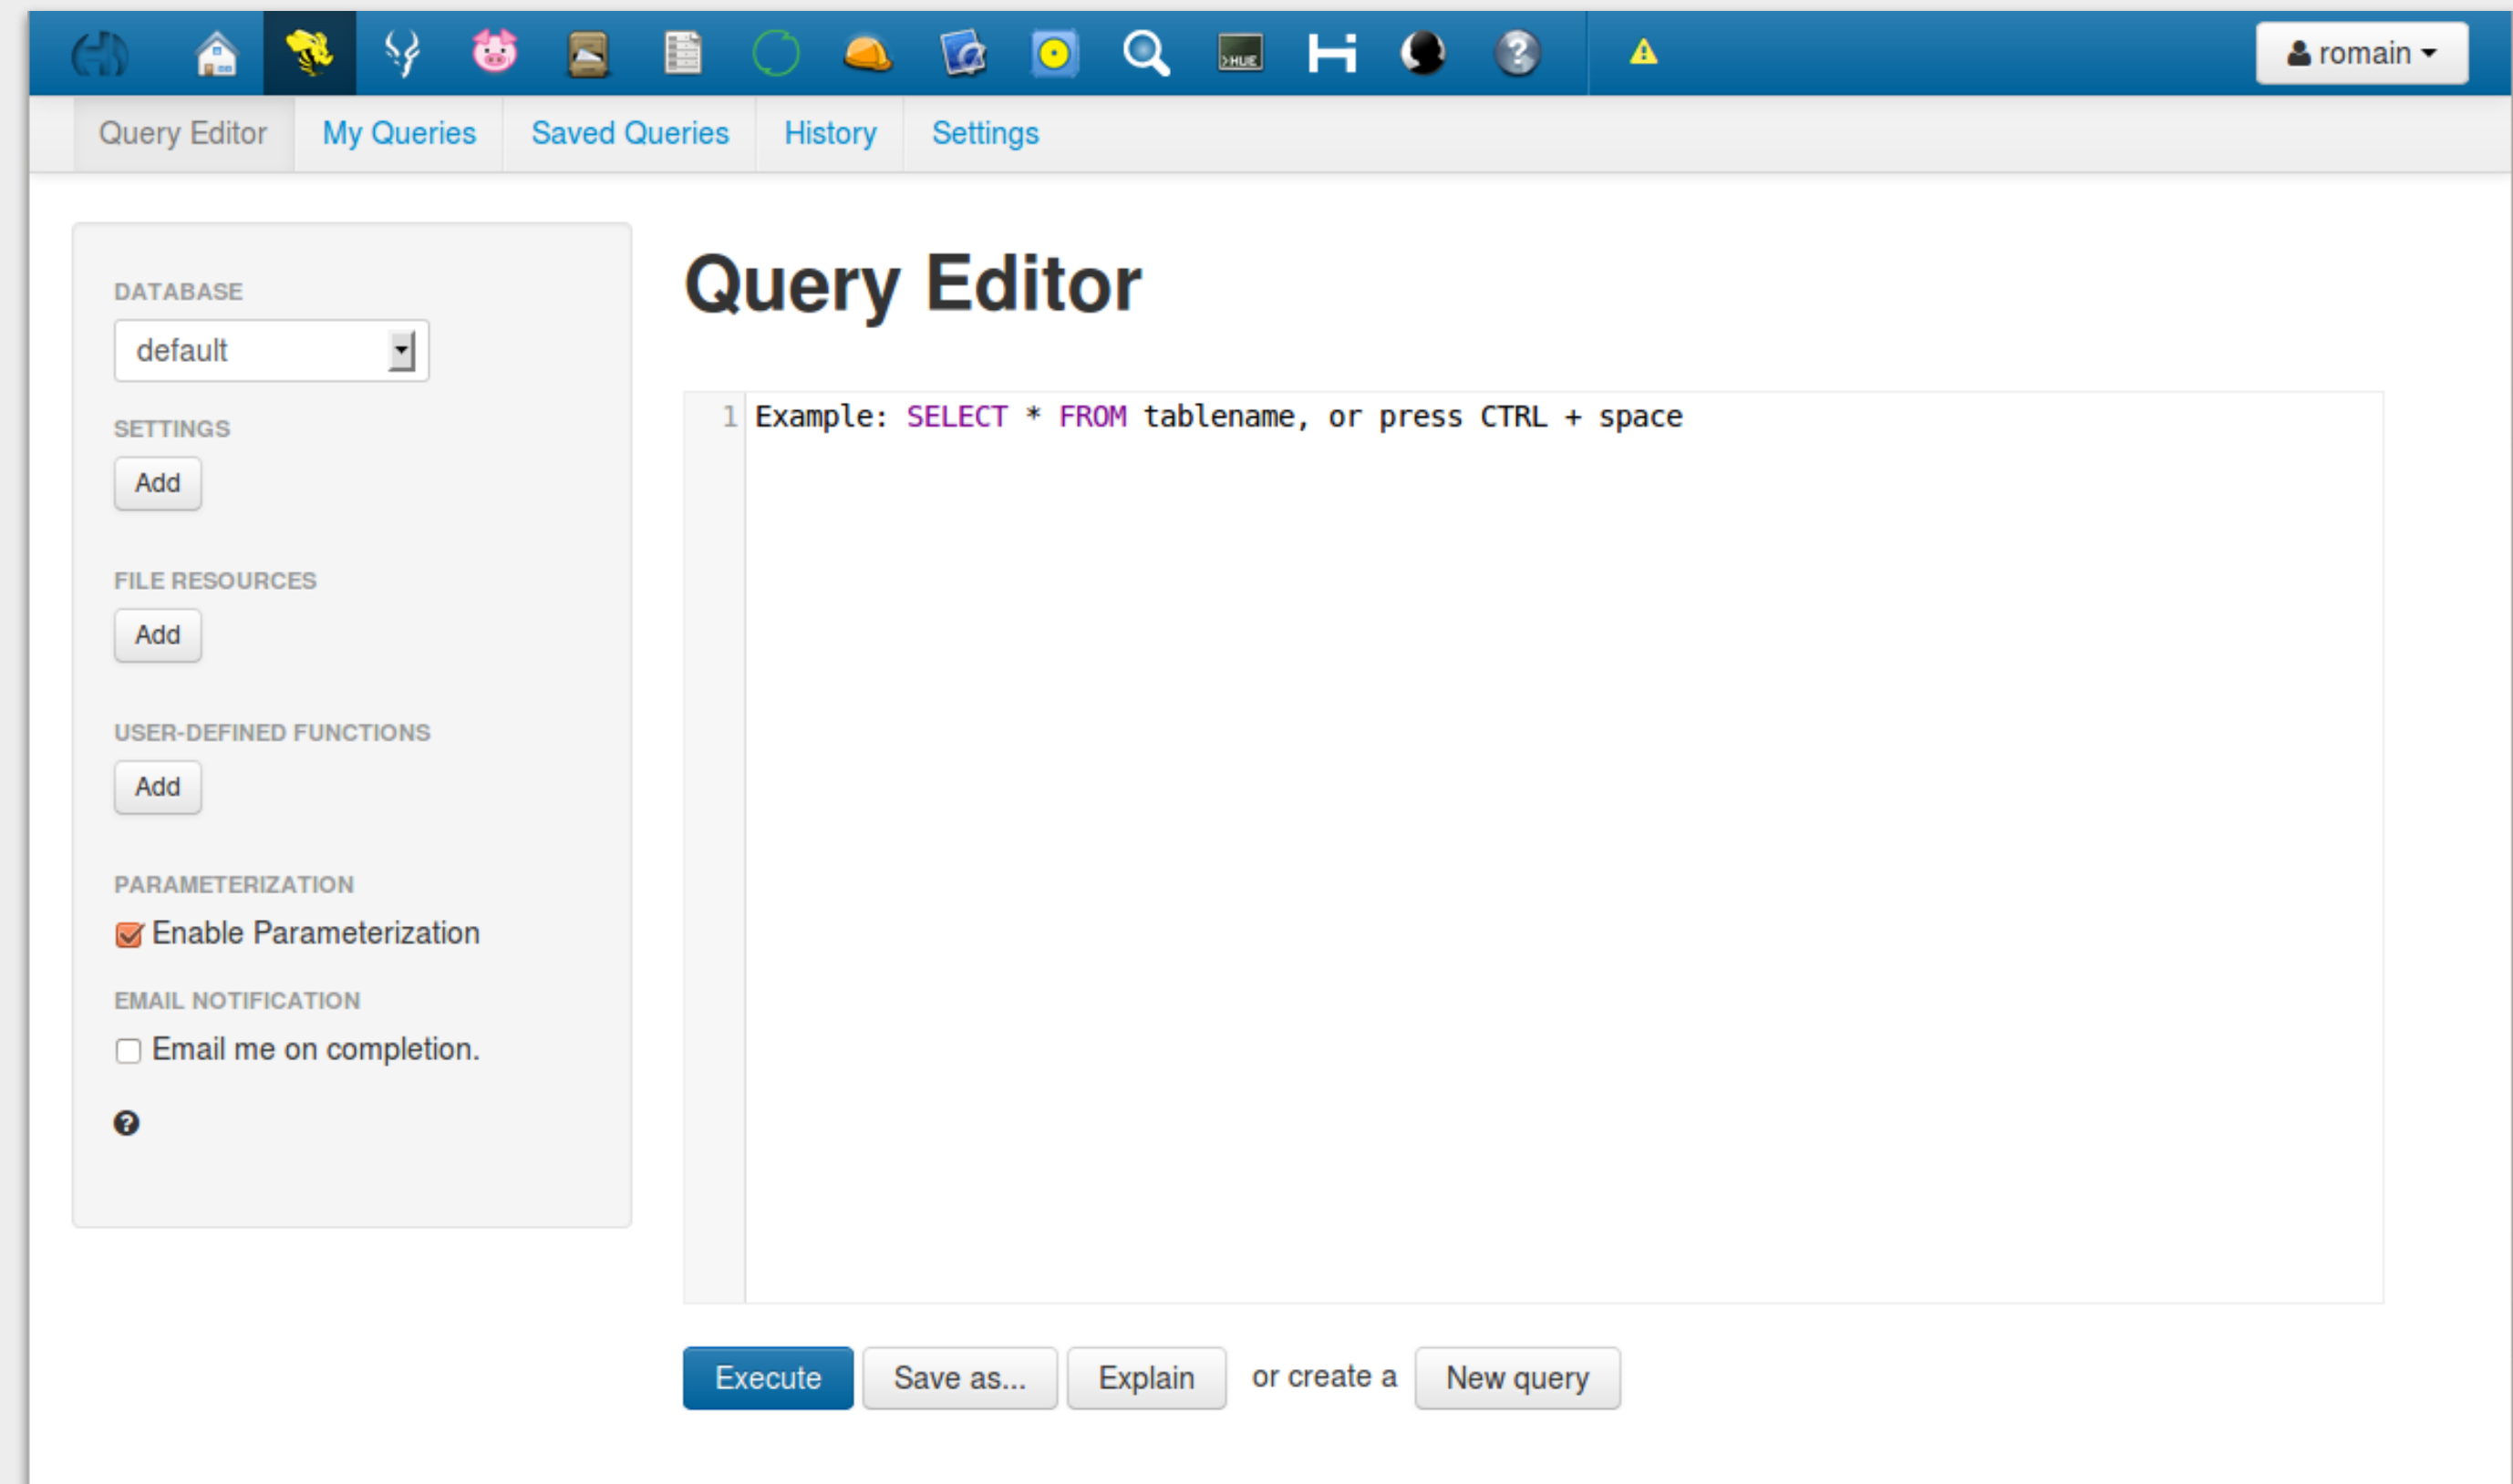 >HUE
romain
Query Editor My Queries Saved Queries History Settings
DATABASE
default
SETTINGS
Add
FILE RESOURCES
Add
USER-DEFINED FUNCTIONS
Add
PARAMETERIZATION
Enable Parameterization
EMAIL NOTIFICATION
Email me on completion.
Query Editor
1 Example: SELECT * FROM tablename, or press CTRL + space
Execute Save as... Explain or create a New query